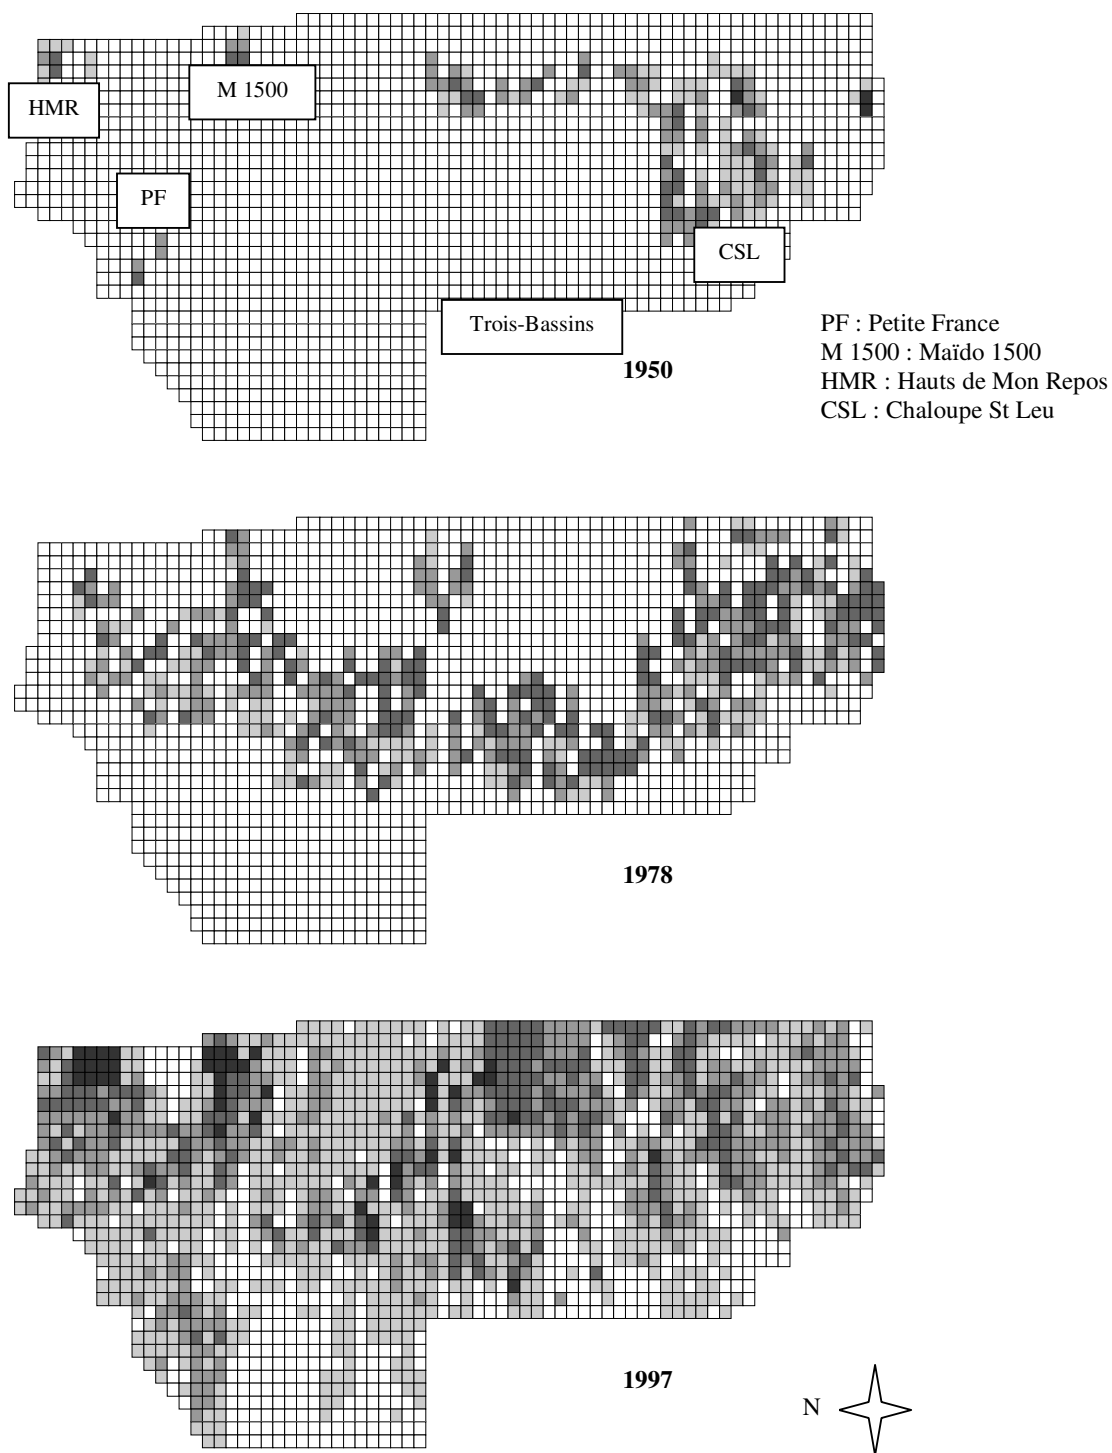 M 1500
HMR
PF
CSL
Trois-Bassins
1950
PF : Petite France
M 1500 : Maïdo 1500
HMR : Hauts de Mon Repos
CSL : Chaloupe St Leu
1978
1997
N